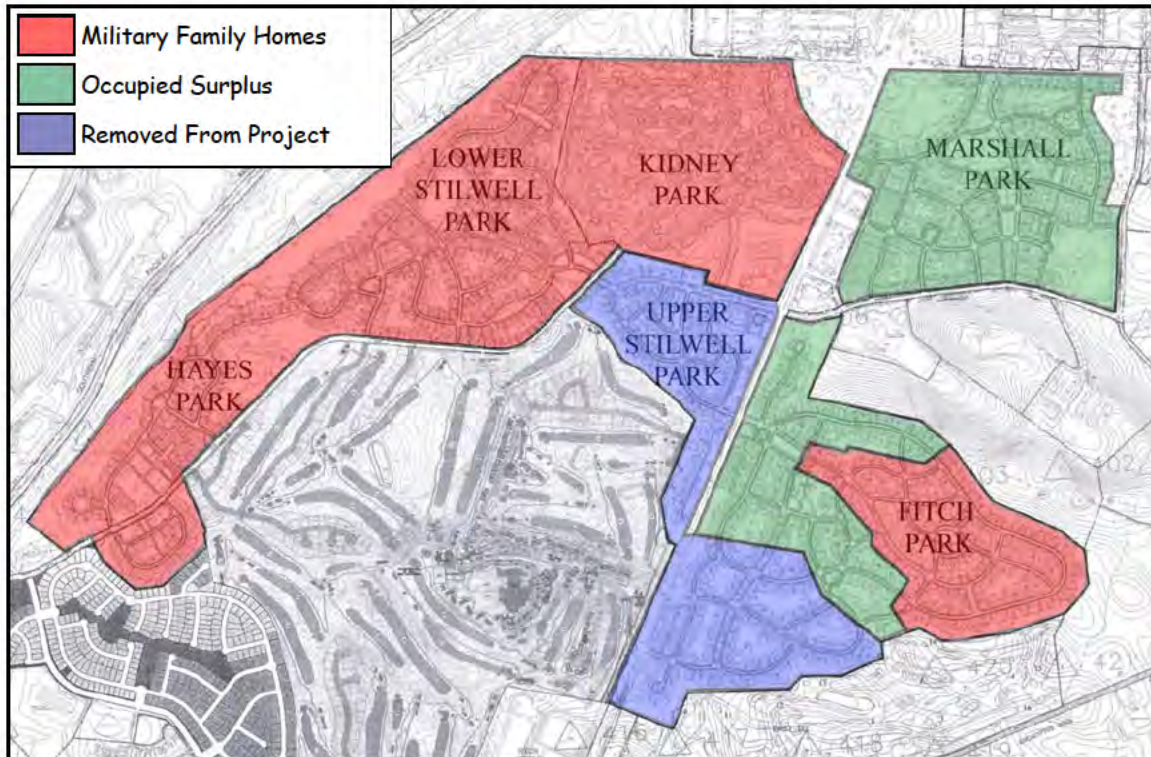 Military Family Homes
Occupied Surplus
Removed From Project
LOWER
STILWELL
PARK
KIDNEY
PARK
MARSHALL
PARK
UPPER
STILWELL
PARK
HAYES
PARK
FITCH
PARK